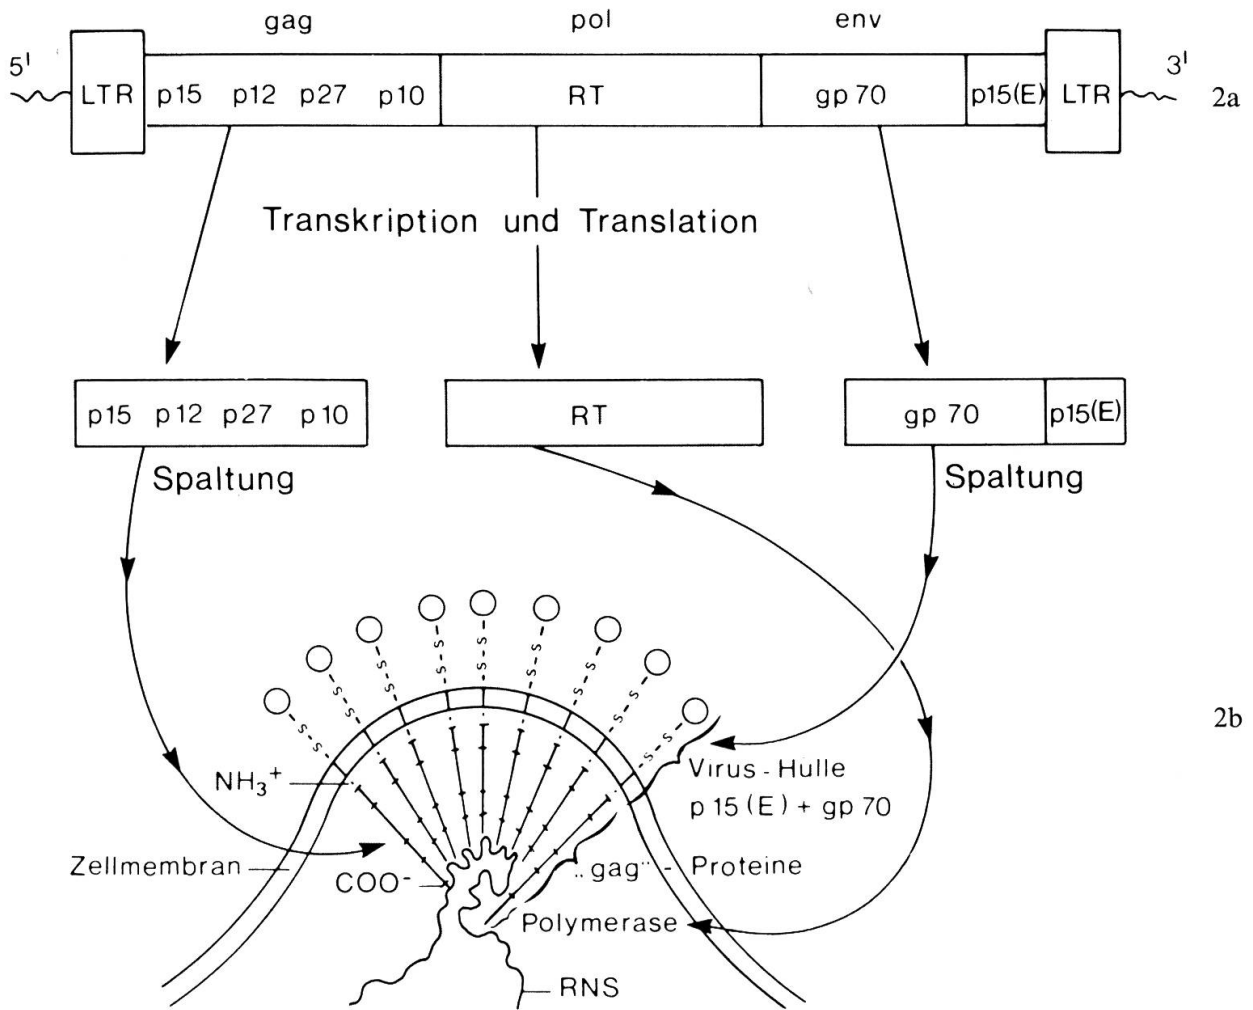 gag pol env
5' LTR p15 p12 p27 p10 RT gp 70 p15(E) LTR 3' 2a
Transkription und Translation
p15 p12 p27 p10 RT gp 70 p15(E)
Spaltung Spaltung
s s s s s s s s s s s s s s s s s s
2b
NH3+
Virus - Hulle
p 15 (E) + gp 70
Zellmembran
COO-
„gag" - Proteine
Polymerase
RNS